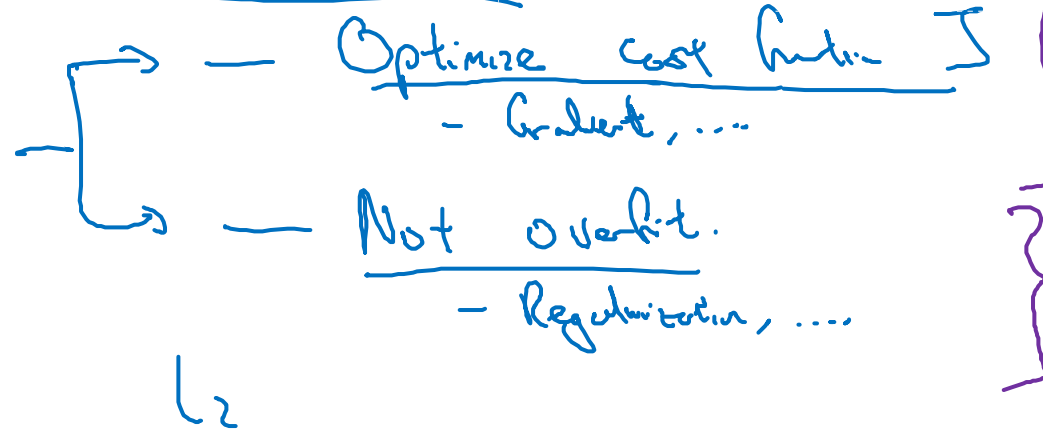 — Optimize cost function J
- Gradient, ....
— Not overfit.
- Regularization, ....
L2